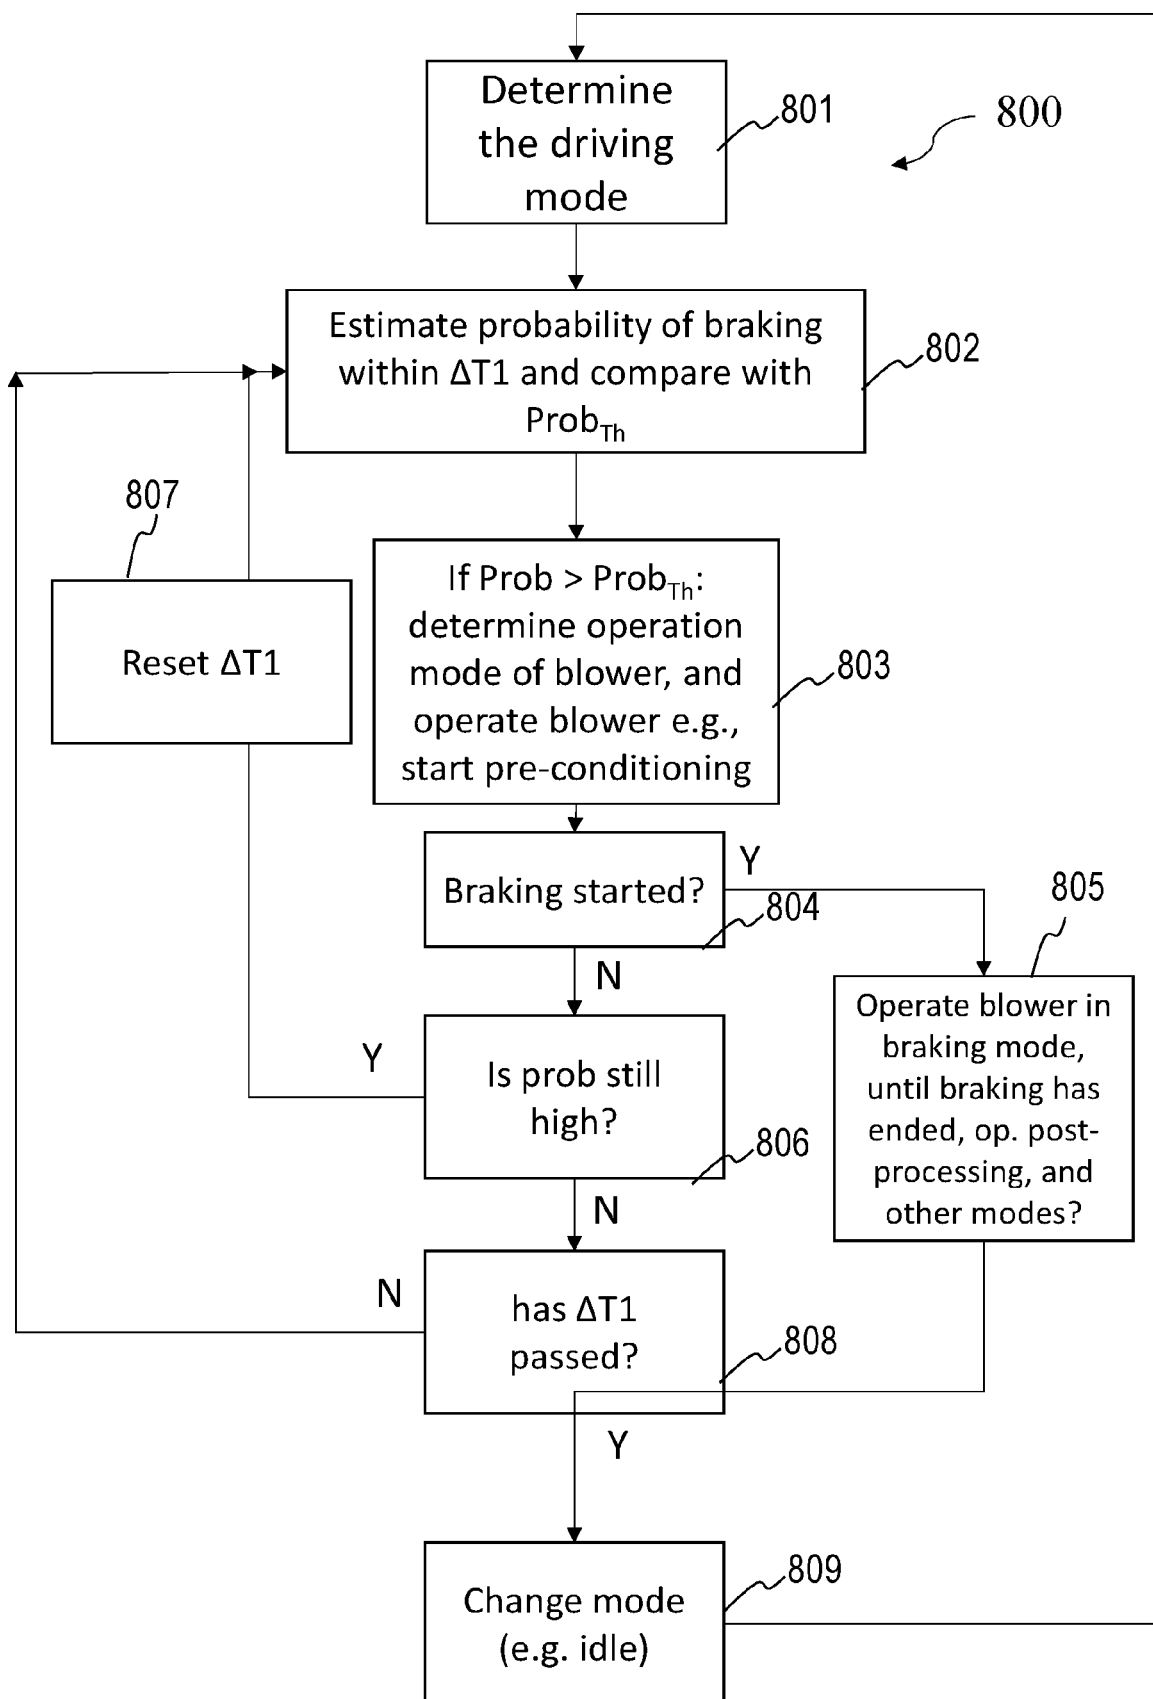 Determine
the driving
mode
801
800
Estimate probability of braking
within ΔT1 and compare with
Prob_Th
802
807
Reset ΔT1
If Prob > Prob_Th:
determine operation
mode of blower, and
operate blower e.g.,
start pre-conditioning
803
Braking started?
Y
804
805
N
Operate blower in
braking mode,
until braking has
ended, op. post-
processing, and
other modes?
Y
Is prob still
high?
806
N
N
has ΔT1
passed?
808
Y
Change mode
(e.g. idle)
809